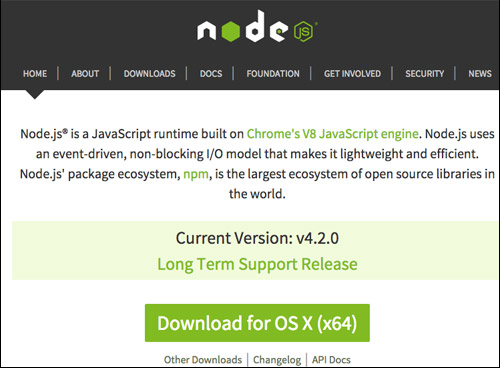 node JS®
HOME | ABOUT | DOWNLOADS | DOCS | FOUNDATION | GET INVOLVED | SECURITY | NEWS
Node.js® is a JavaScript runtime built on Chrome's V8 JavaScript engine. Node.js uses
an event-driven, non-blocking I/O model that makes it lightweight and efficient.
Node.js' package ecosystem, npm, is the largest ecosystem of open source libraries in
the world.
Current Version: v4.2.0
Long Term Support Release
Download for OS X (x64)
Other Downloads | Changelog | API Docs